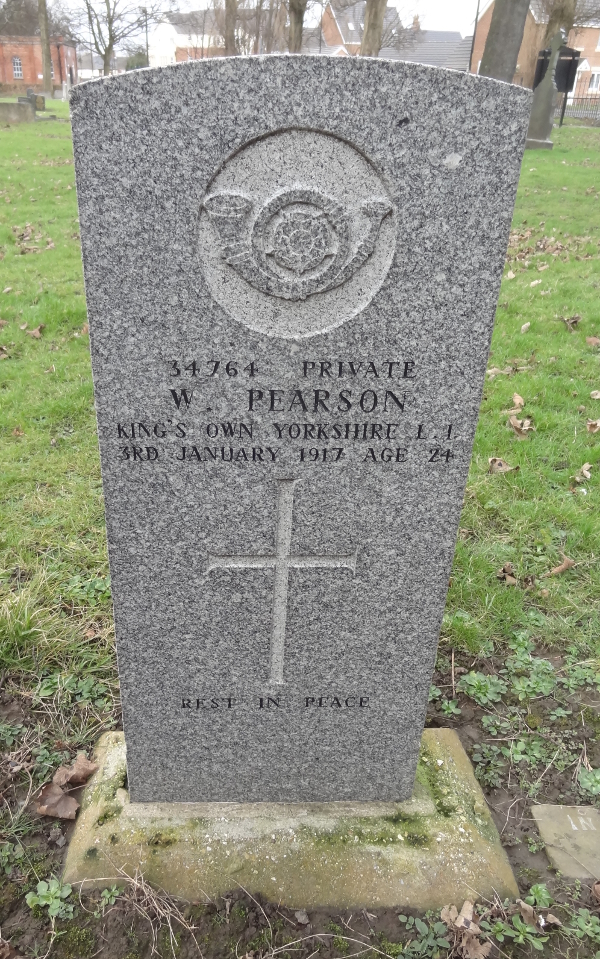 34764 PRIVATE
W. PEARSON
KING'S OWN YORKSHIRE L.I.
3RD JANUARY 1917 AGE 24
REST IN PEACE